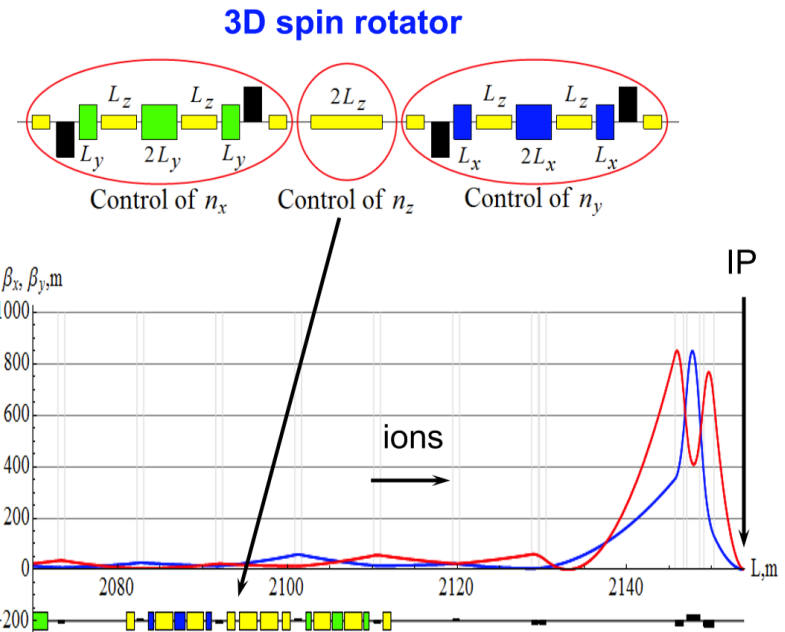 3D spin rotator
L_z L_z 2L_z L_z L_z
L_y 2L_y L_y L_x 2L_x L_x
Control of n_x Control of n_z Control of n_y
IP
β_x, β_y,m
1000
800
600
ions
400
200
0
2080 2100 2120 2140 L,m
-200